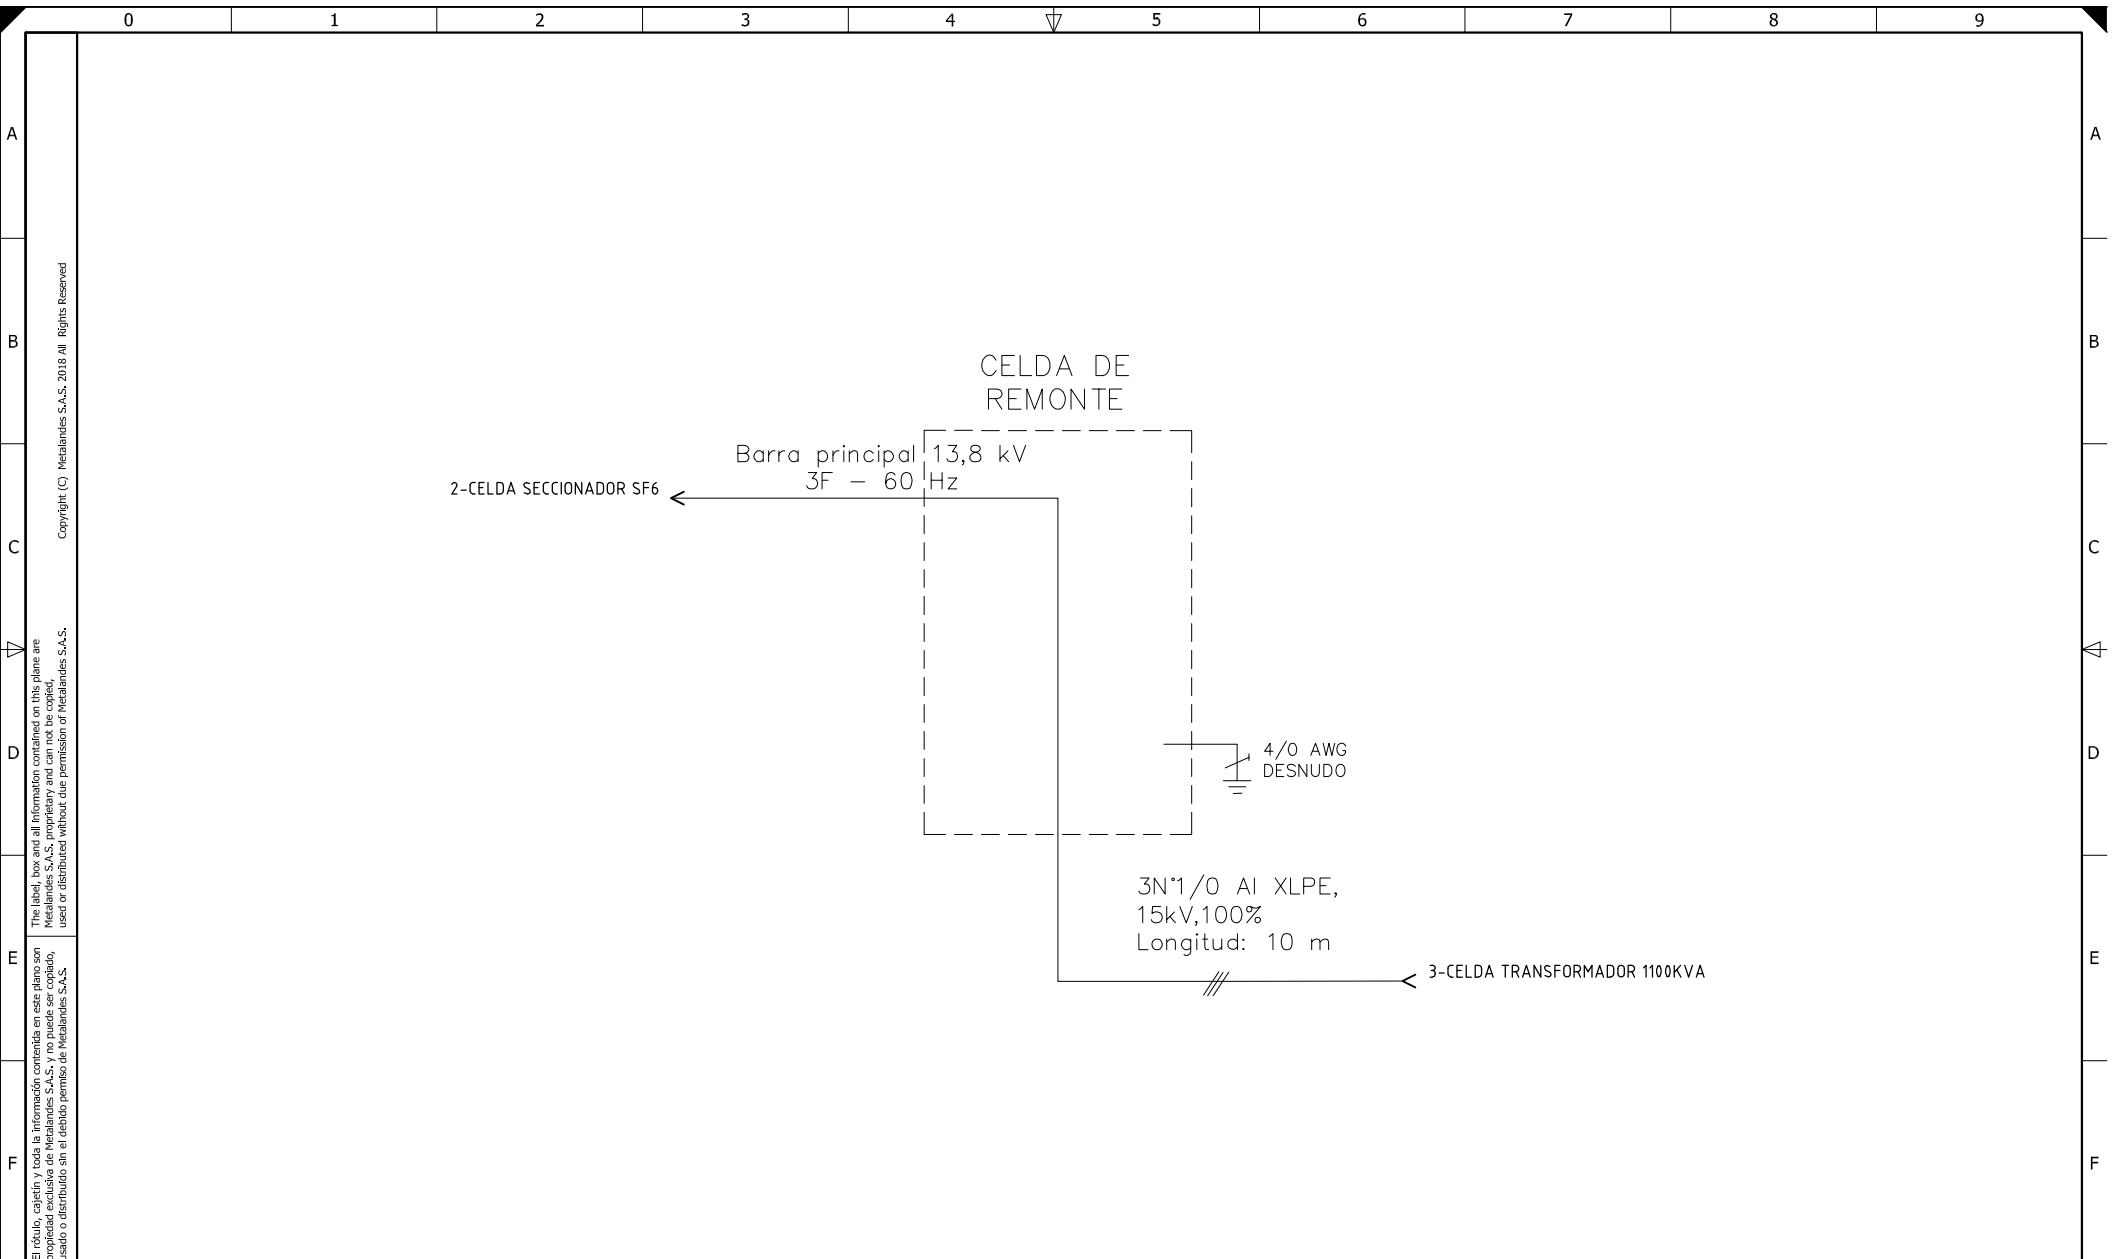 0 1 2 3 4 5 6 7 8 9
A A
B B
C C
D D
E E
F F
CELDA DE
REMONTE
Barra principal 13,8 kV
3F - 60 Hz
2-CELDA SECCIONADOR SF6
4/0 AWG
DESNUDO
3N°1/0 Al XLPE,
15kV,100%
Longitud: 10 m
3-CELDA TRANSFORMADOR 1100KVA
The label, box and all information contained on this plane are
Metalandes S.A.S. proprietary and can not be copied,
used or distributed without due permission of Metalandes S.A.S.
Copyright (C) Metalandes S.A.S. 2018 All Rights Reserved
El rótulo, cajetin y toda la información contenida en este plano son
propiedad exclusiva de Metalandes S.A.S. y no puede ser copiado,
usado o distribuido sin el debido permiso de Metalandes S.A.S.